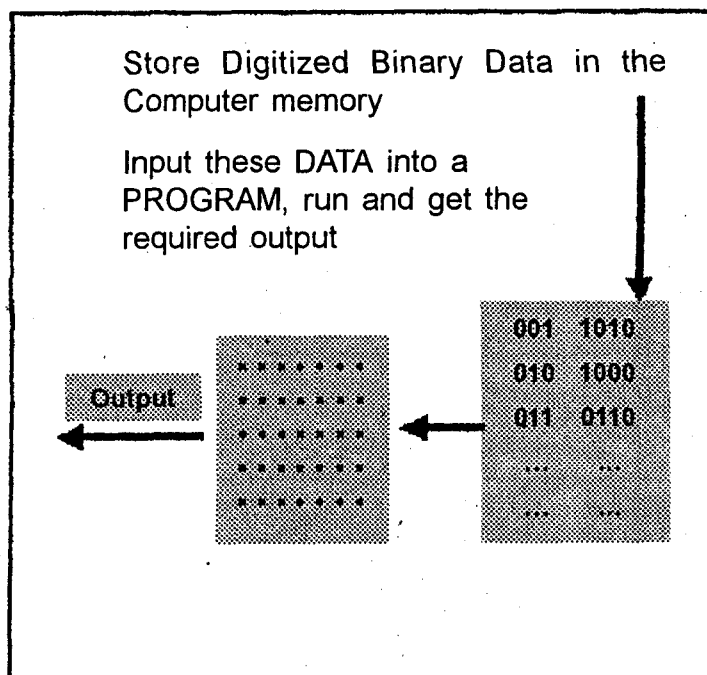 Store Digitized Binary Data in the
Computer memory
Input these DATA into a
PROGRAM, run and get the
required output
001 1010
010 1000
011 0110
... ...
... ...
Output